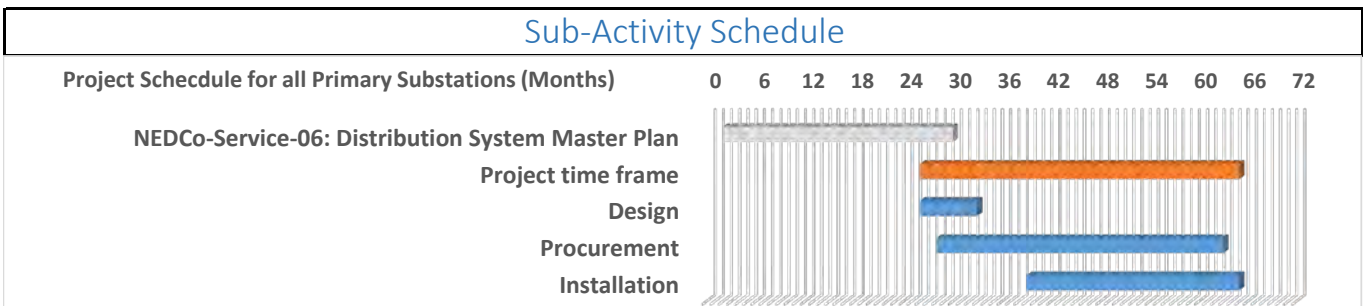 Sub-Activity Schedule
Project Schecdule for all Primary Substations (Months) 0 6 12 18 24 30 36 42 48 54 60 66 72
NEDCo-Service-06: Distribution System Master Plan
Project time frame
Design
Procurement
Installation